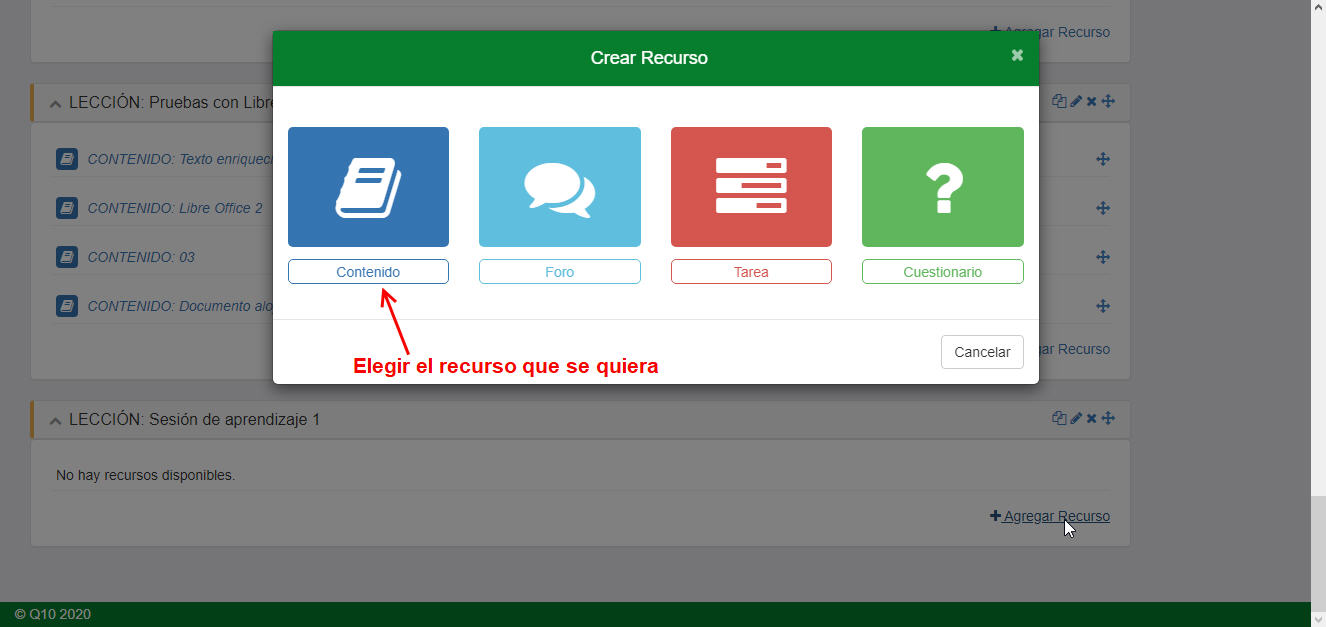 Agregar Recurso
Crear Recurso
LECCIÓN: Pruebas con Libre
CONTENIDO: Texto enriqueci
CONTENIDO: Libre Office 2
CONTENIDO: 03
CONTENIDO: Documento alo
Contenido
Foro
Tarea
Cuestionario
Elegir el recurso que se quiera
Cancelar
gar Recurso
LECCIÓN: Sesión de aprendizaje 1
No hay recursos disponibles.
Agregar Recurso
© Q10 2020